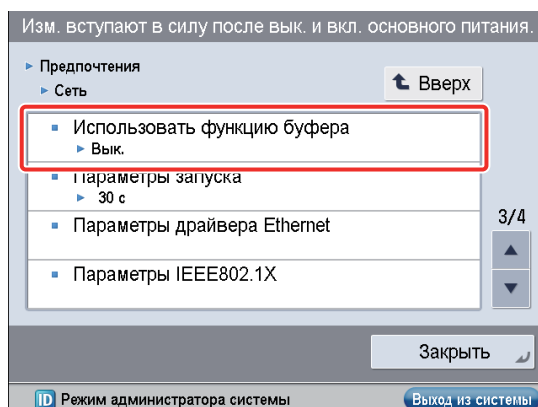 Изм. вступают в силу после вык. и вкл. основного питания.
Предпочтения
Сеть
Вверх
Использовать функцию буфера
Вык.
Параметры запуска
30 с
Параметры драйвера Ethernet
Параметры IEEE802.1X
3/4
Закрыть
ID Режим администратора системы
Выход из системы